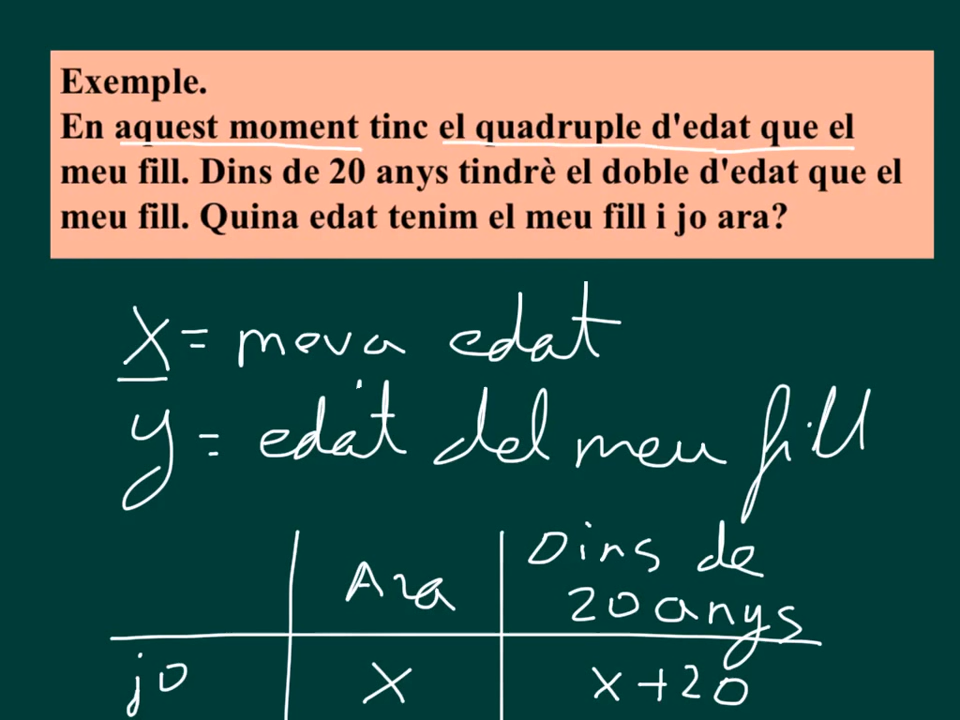 Exemple.
En aquest moment tinc el quadruple d'edat que el
meu fill. Dins de 20 anys tindrè el doble d'edat que el
meu fill. Quina edat tenim el meu fill i jo ara?
X = meva edat
y = edat del meu fill
Ara
Dins de
20 anys
jo X X+20